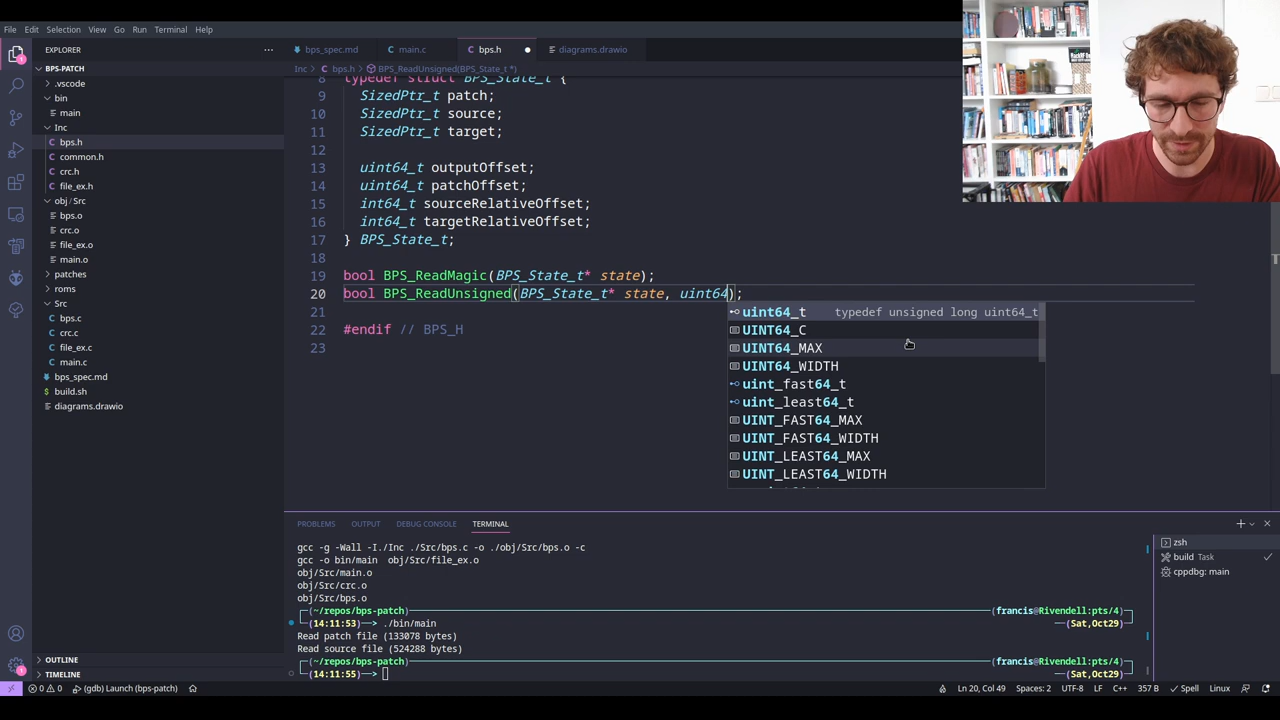 File Edit Selection View Go Run Terminal Help
EXPLORER
BPS-PATCH
.vscode
bin
main
Inc
bps.h
common.h
crc.h
file_ex.h
obj/Src
bps.o
crc.o
file_ex.o
main.o
patches
roms
Src
bps.c
crc.c
file_ex.c
main.c
bps_spec.md
build.sh
diagrams.drawio
OUTLINE
TIMELINE
bps_spec.md main.c bps.h diagrams.drawio
Inc > bps.h > BPS_ReadUnsigned(BPS_State_t *)
8 typedef struct BPS_State_t {
9 SizedPtr_t patch;
10 SizedPtr_t source;
11 SizedPtr_t target;
12
13 uint64_t outputOffset;
14 uint64_t patchOffset;
15 int64_t sourceRelativeOffset;
16 int64_t targetRelativeOffset;
17 } BPS_State_t;
18
19 bool BPS_ReadMagic(BPS_State_t* state);
20 bool BPS_ReadUnsigned(BPS_State_t* state, uint64);
21
22 #endif // BPS_H
23
uint64_t typedef unsigned long uint64_t
UINT64_C
UINT64_MAX
UINT64_WIDTH
uint_fast64_t
uint_least64_t
UINT_FAST64_MAX
UINT_FAST64_WIDTH
UINT_LEAST64_MAX
UINT_LEAST64_WIDTH
PROBLEMS OUTPUT DEBUG CONSOLE TERMINAL
gcc -g -Wall -I./Inc ./Src/bps.c -o ./obj/Src/bps.o -c
gcc -o bin/main obj/Src/file_ex.o
obj/Src/main.o
obj/Src/crc.o
obj/Src/bps.o
(~/repos/bps-patch) (francis@Rivendell:pts/4)
(14:11:53)—> ./bin/main (Sat,Oct29)
Read patch file (133078 bytes)
Read source file (524288 bytes)
(~/repos/bps-patch) (francis@Rivendell:pts/4)
(14:11:55)—> (Sat,Oct29)
zsh
build Task
cppdbg: main
0 0 (gdb) Launch (bps-patch) Ln 20, Col 49 Spaces: 2 UTF-8 LF C++ 357 B Spell Linux